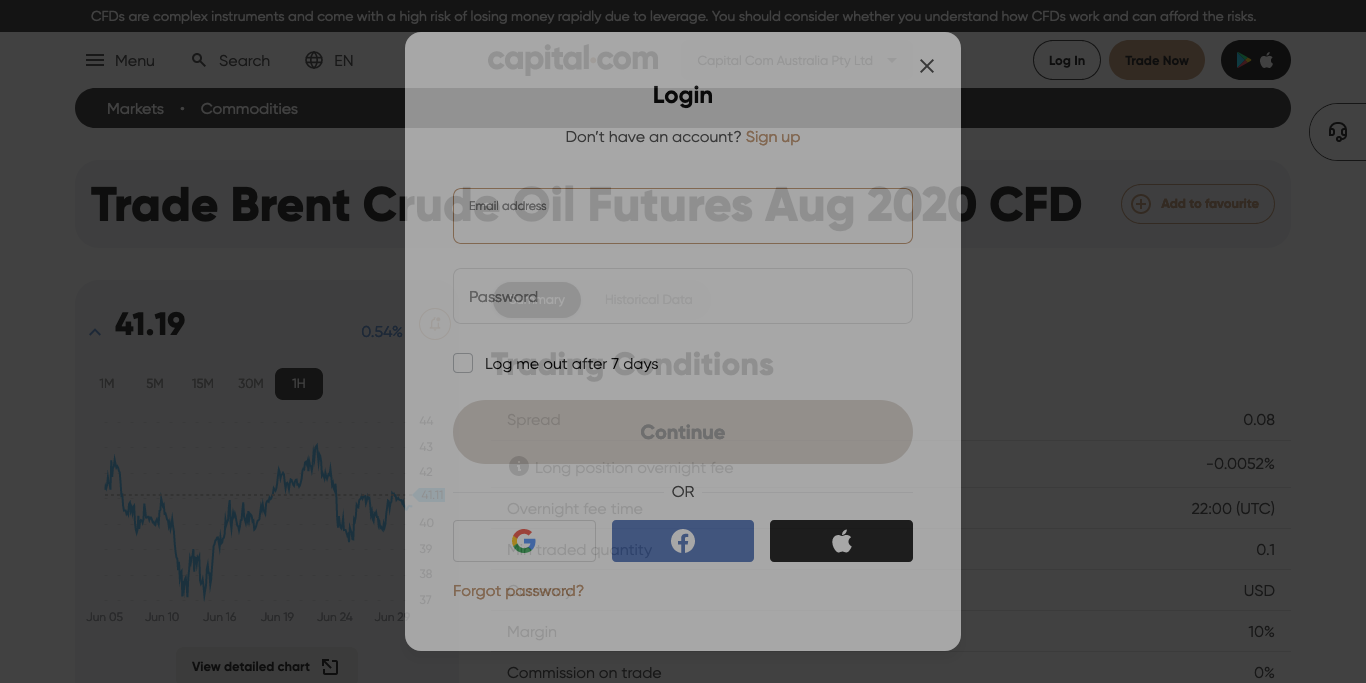 CFDs are complex instruments and come with a high risk of losing money rapidly due to leverage. You should consider whether you understand how CFDs work and can afford the risks.
Menu
Search
EN
capital.com
Capital Com Australia Pty Ltd
Log In
Trade Now
Markets
Commodities
Login
Don't have an account? Sign up
Trade Brent Crude Oil Futures Aug 2020 CFD
Add to favourite
Email address
Password
Historical Data
Log me out after 7 days
Trading Conditions
Continue
OR
Forgot password?
41.19
0.54%
1M
5M
15M
30M
1H
44
43
42
40
39
38
37
Jun 05
Jun 10
Jun 16
Jun 19
Jun 24
Jun 29
View detailed chart
Spread
0.08
Long position overnight fee
-0.0052%
Overnight fee time
22:00 (UTC)
traded quantity
0.1
USD
Margin
10%
Commission on trade
0%